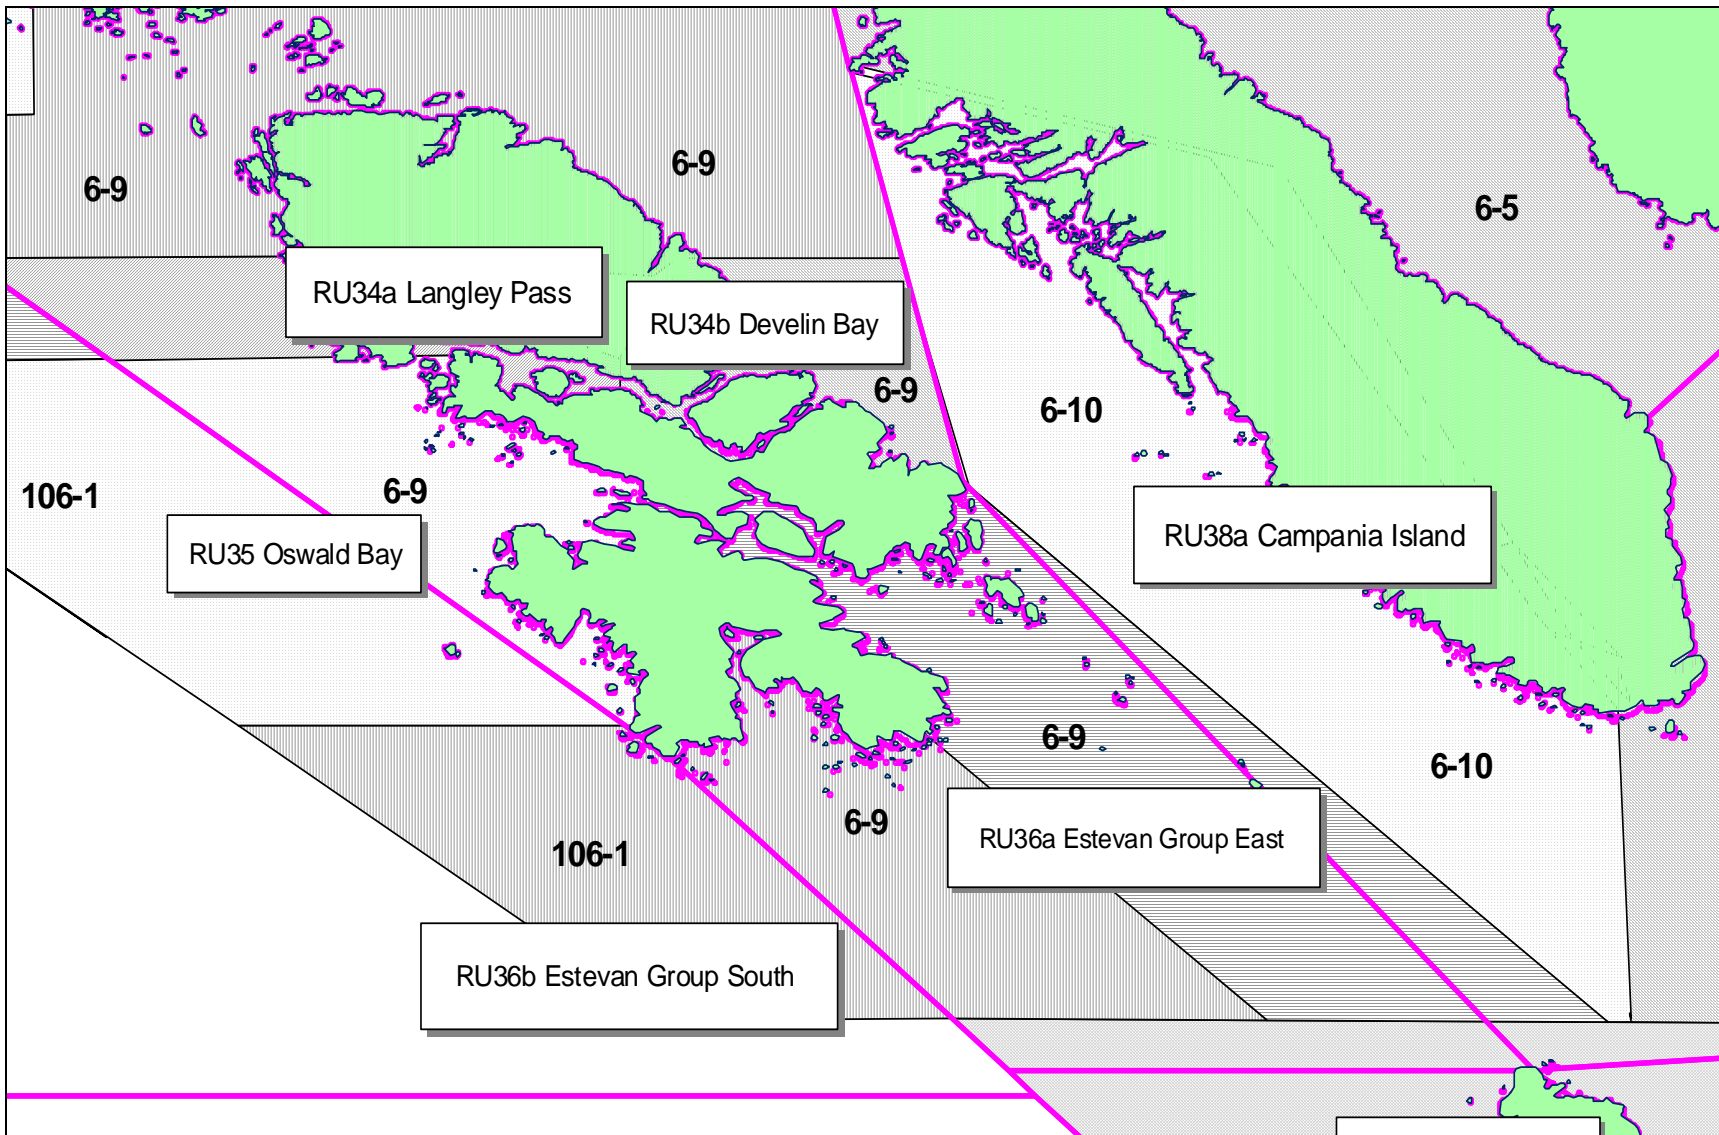 6-9
6-9
6-5
RU34a Langley Pass
RU34b Develin Bay
6-9
6-10
106-1
6-9
RU38a Campania Island
RU35 Oswald Bay
6-9
6-10
6-9
RU36a Estevan Group East
106-1
RU36b Estevan Group South